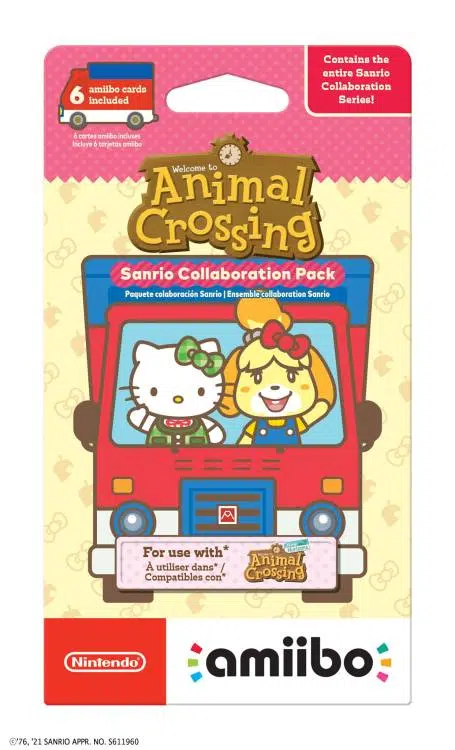 6
amiibo cards
included
6 cartes amiibo incluses
Incluye 6 tarjetas amiibo
Contains the
entire Sanrio
Collaboration
Series!
Welcome to
Animal
Crossing
Sanrio Collaboration Pack
Paquete colaboración Sanrio | Ensemble collaboration Sanrio
For use with*
À utiliser dans* /
Compatibles con*
Animal
Crossing
Nintendo
amiibo
©'76, '21 SANRIO APPR. NO. S611960